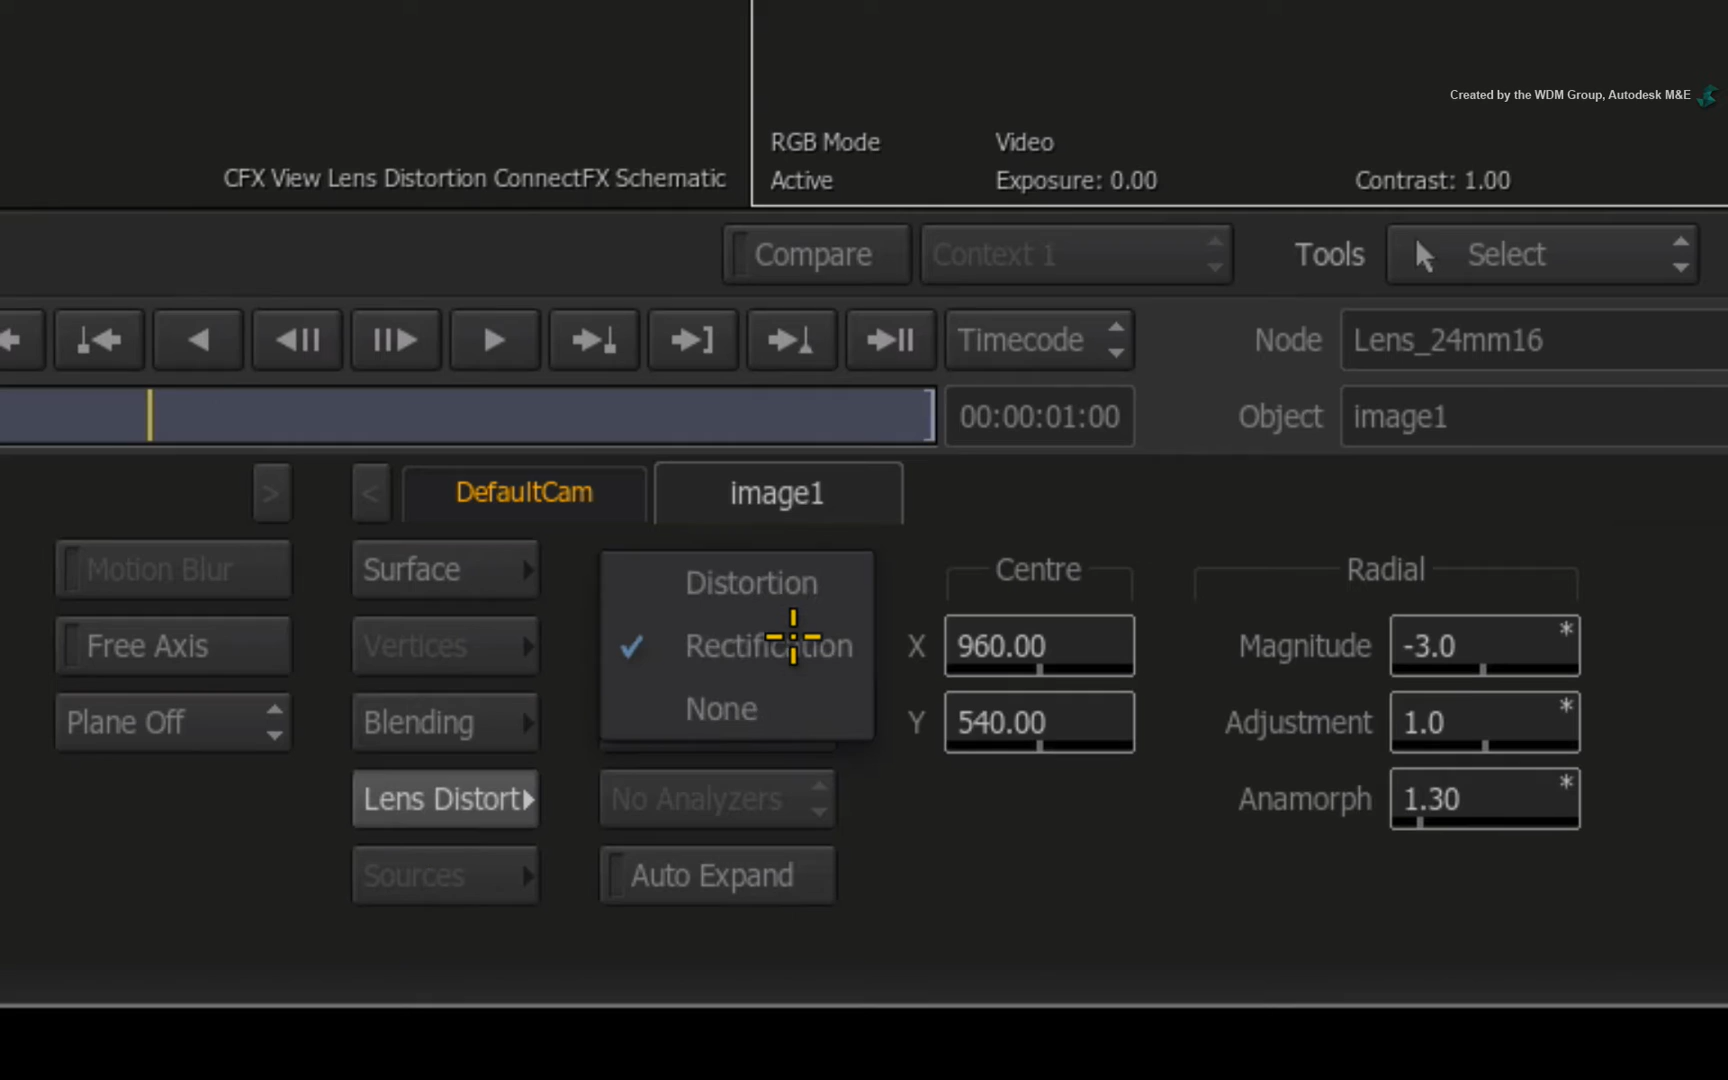 Created by the WDM Group, Autodesk M&E
RGB Mode
Video
CFX View Lens Distortion ConnectFX Schematic
Active
Exposure: 0.00
Contrast: 1.00
Compare
Context 1
Tools
Select
Timecode
Node
Lens_24mm16
00:00:01:00
Object
image1
>
<
DefaultCam
image1
Motion Blur
Surface
Distortion
Centre
Radial
Free Axis
Vertices
Rectification
X
960.00
Magnitude
-3.0
*
Plane Off
Blending
None
Y
540.00
Adjustment
1.0
*
Lens Distort
No Analyzers
Anamorph
1.30
*
Sources
Auto Expand